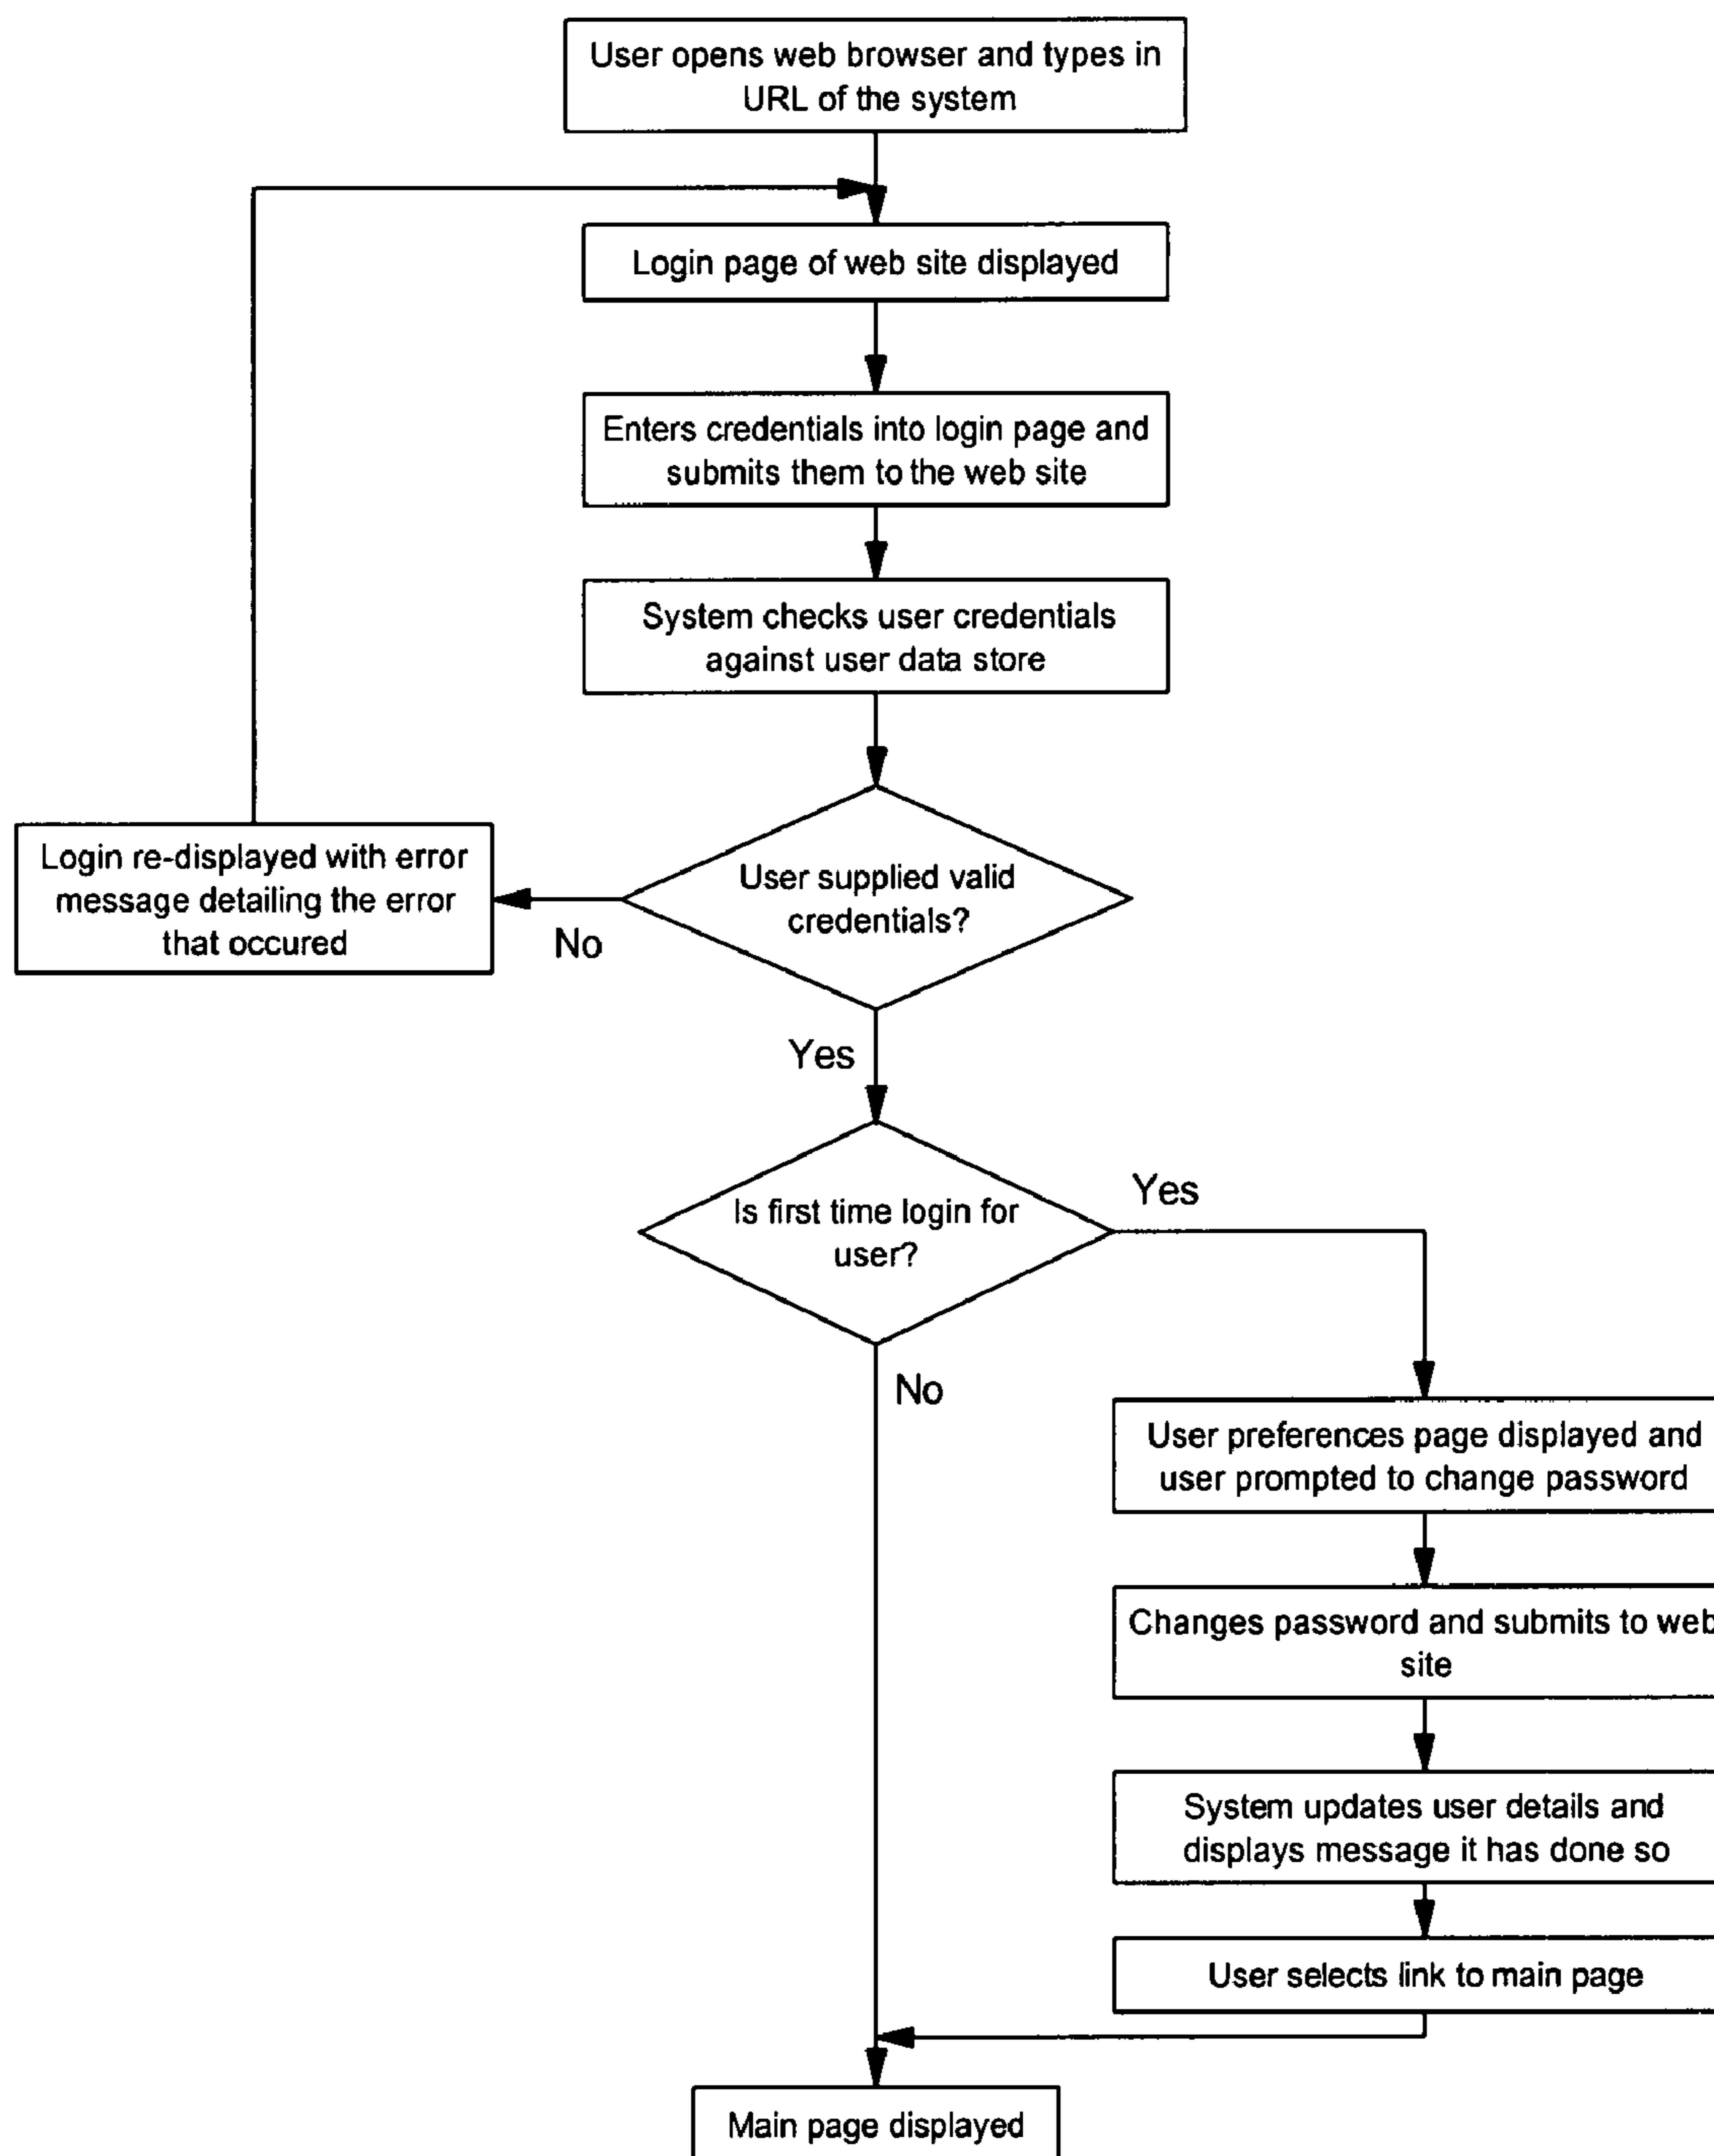 User opens web browser and types in
URL of the system
Login page of web site displayed
Enters credentials into login page and
submits them to the web site
System checks user credentials
against user data store
User supplied valid
credentials?
No
Login re-displayed with error
message detailing the error
that occured
Yes
Is first time login for
user?
Yes
No
User preferences page displayed and
user prompted to change password
Changes password and submits to web
site
System updates user details and
displays message it has done so
User selects link to main page
Main page displayed